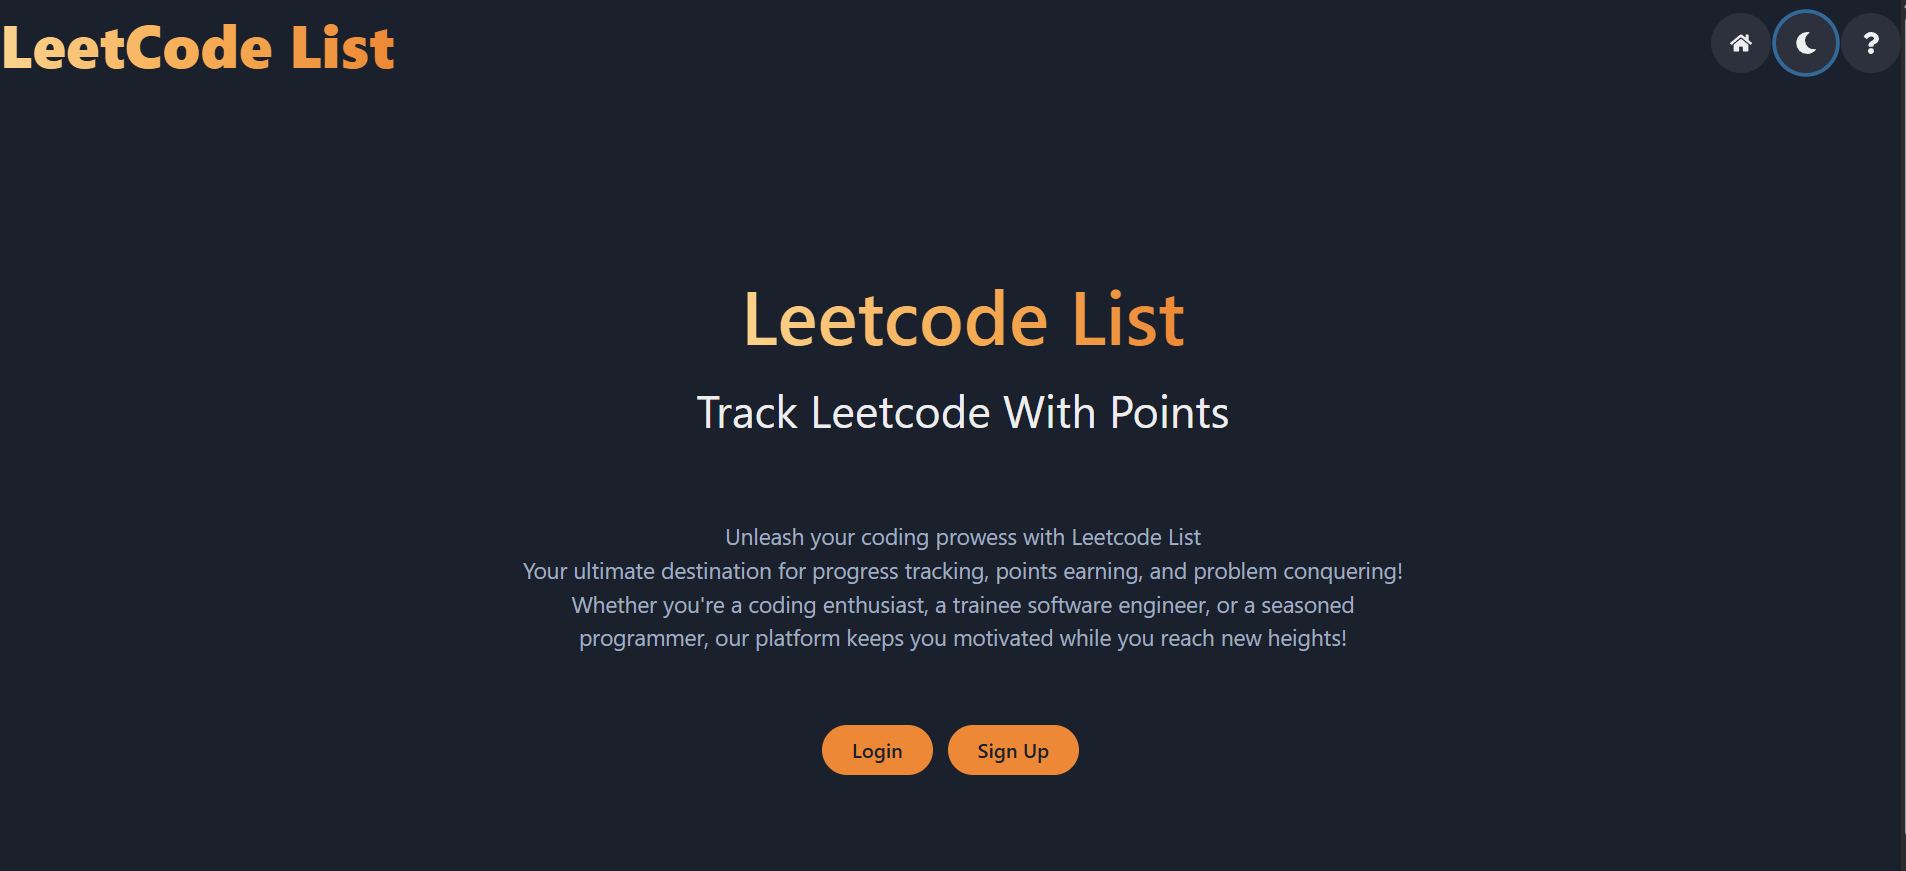 LeetCode List
?
Leetcode List
Track Leetcode With Points
Unleash your coding prowess with Leetcode List
Your ultimate destination for progress tracking, points earning, and problem conquering!
Whether you're a coding enthusiast, a trainee software engineer, or a seasoned
programmer, our platform keeps you motivated while you reach new heights!
Login
Sign Up